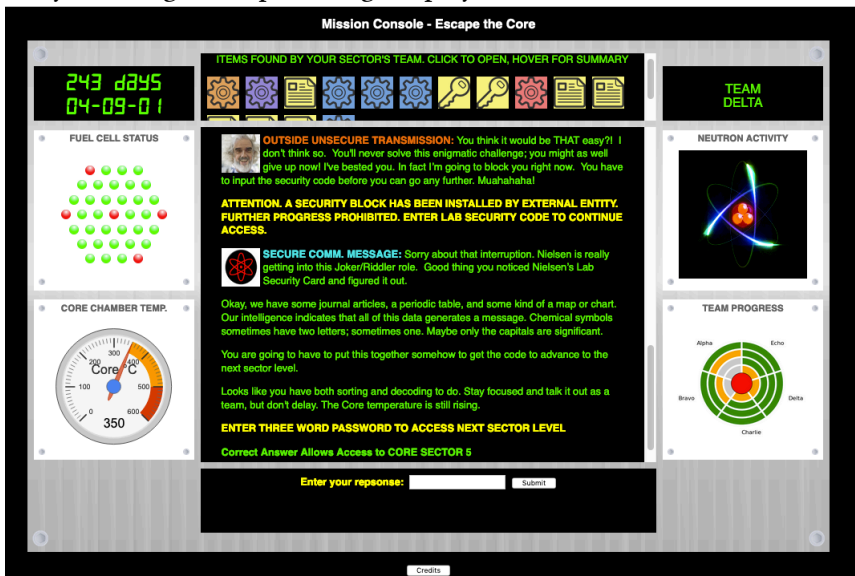 Mission Console - Escape the Core
243 days
04-09-01
ITEMS FOUND BY YOUR SECTOR'S TEAM. CLICK TO OPEN, HOVER FOR SUMMARY
TEAM
DELTA
FUEL CELL STATUS
OUTSIDE UNSECURE TRANSMISSION: You think it would be THAT easy?! I
don't think so. You'll never solve this enigmatic challenge; you might as well
give up now! I've bested you. In fact I'm going to block you right now. You have
to input the security code before you can go any further. Muahahaha!
ATTENTION. A SECURITY BLOCK HAS BEEN INSTALLED BY EXTERNAL ENTITY.
FURTHER PROGRESS PROHIBITED. ENTER LAB SECURITY CODE TO CONTINUE
ACCESS.
SECURE COMM. MESSAGE: Sorry about that interruption. Nielsen is really
getting into this Joker/Riddler role. Good thing you noticed Nielsen's Lab
Security Card and figured it out.
Okay, we have some journal articles, a periodic table, and some kind of a map or chart.
Our intelligence indicates that all of this data generates a message. Chemical symbols
sometimes have two letters; sometimes one. Maybe only the capitals are significant.
You are going to have to put this together somehow to get the code to advance to the
next sector level.
Looks like you have both sorting and decoding to do. Stay focused and talk it out as a
team, but don't delay. The Core temperature is still rising.
ENTER THREE WORD PASSWORD TO ACCESS NEXT SECTOR LEVEL
Correct Answer Allows Access to CORE SECTOR 5
NEUTRON ACTIVITY
CORE CHAMBER TEMP.
0
100
200
300
400
500
600
Core °C
350
TEAM PROGRESS
Alpha
Echo
Bravo
Delta
Charlie
Enter your repsonse:
Submit
Credits